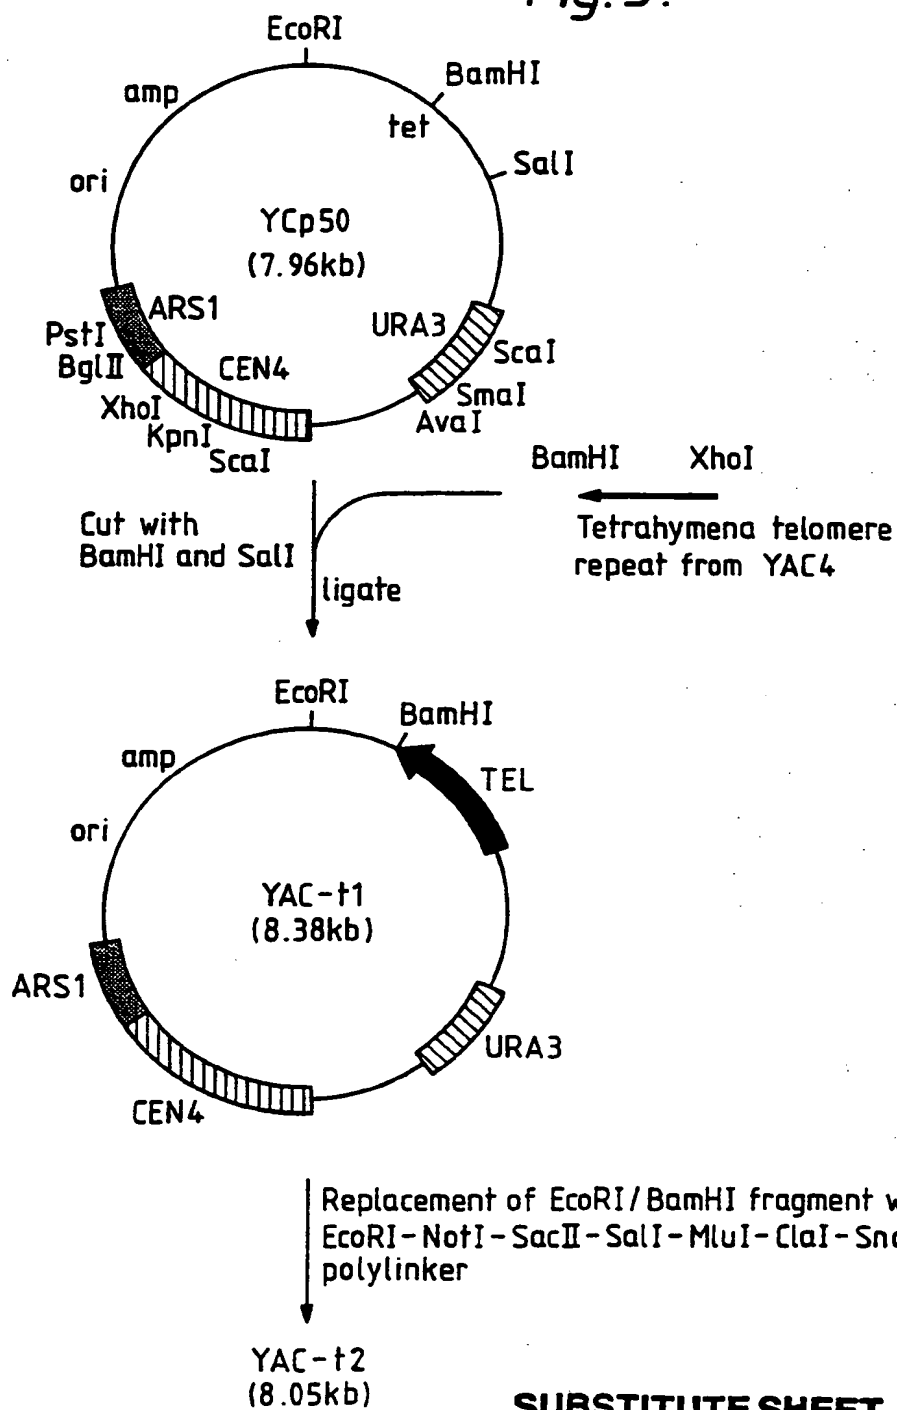 Fig. 3.
EcoRI
BamHI
amp
tet
SalI
ori
YCp50
(7.96kb)
ARS1
URA3
PstI
ScaI
BglII
CEN4
SmaI
XhoI
AvaI
KpnI
ScaI
BamHI XhoI
Cut with
BamHI and SalI
Tetrahymena telomere
repeat from YAC4
ligate
EcoRI
BamHI
amp
TEL
ori
YAC-t1
(8.38kb)
ARS1
URA3
CEN4
Replacement of EcoRI/BamHI fragment
EcoRI-NotI-SacII-SalI-MluI-ClaI-
polylinker
YAC-t2
(8.05kb)
SUBSTITUTE SHEET